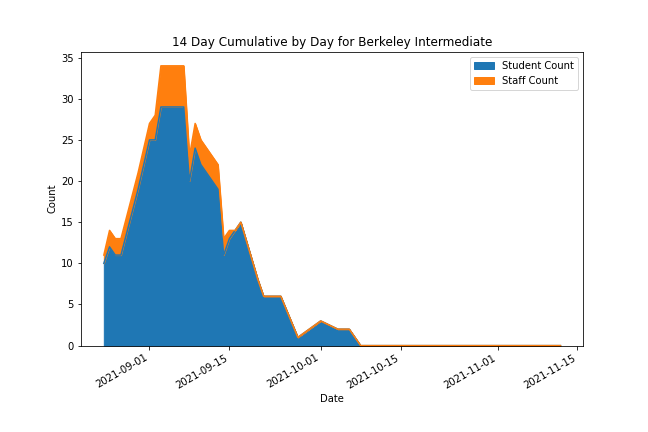 14 Day Cumulative by Day for Berkeley Intermediate
Student Count
Staff Count
35
30
25
20
15
10
5
0
Count
2021-09-01
2021-09-15
2021-10-01
2021-10-15
2021-11-01
2021-11-15
Date